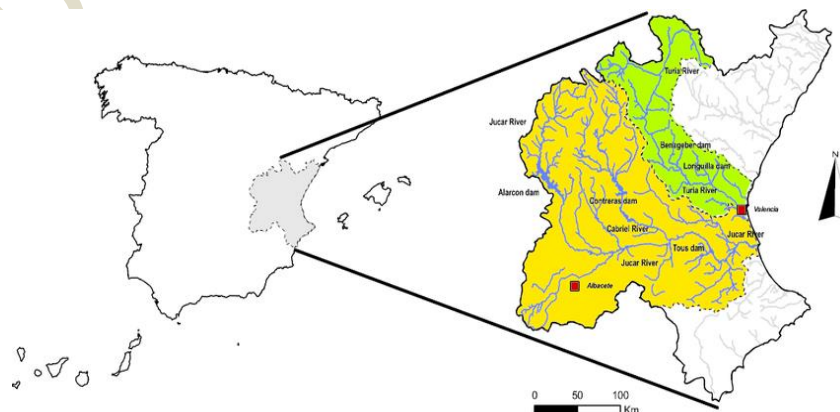 Turia River
Jucar River
Benageber dam
Loriguilla dam
Alarcon dam
Turia River
Contreras dam
Valencia
Cabriel River
Jucar River
Tous dam
Jucar River
Albacete
N
0 50 100
Km